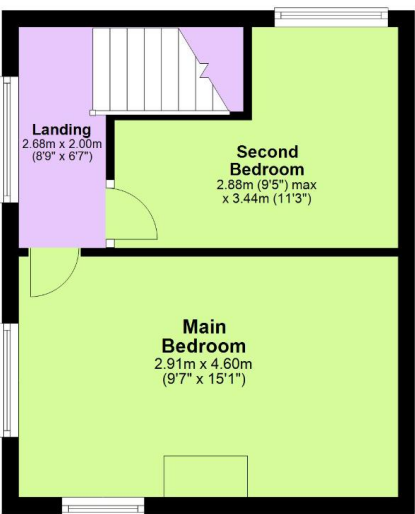 Landing
2.68m x 2.00m
(8'9" x 6'7")
Second
Bedroom
2.88m (9'5") max
x 3.44m (11'3")
Main
Bedroom
2.91m x 4.60m
(9'7" x 15'1")